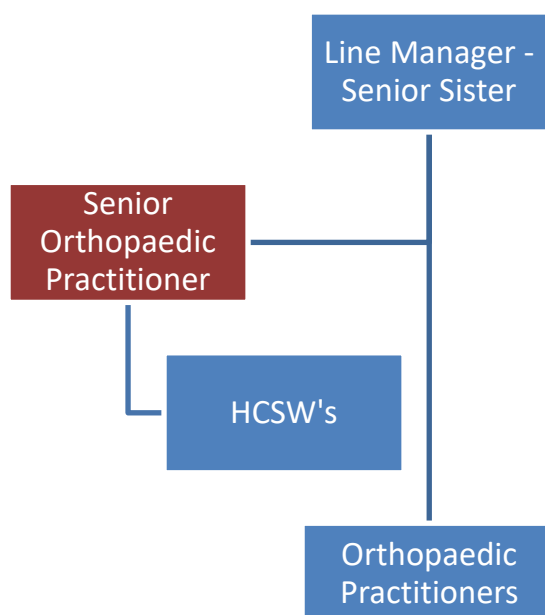 Line Manager -
Senior Sister
Senior
Orthopaedic
Practitioner
HCSW's
Orthopaedic
Practitioners